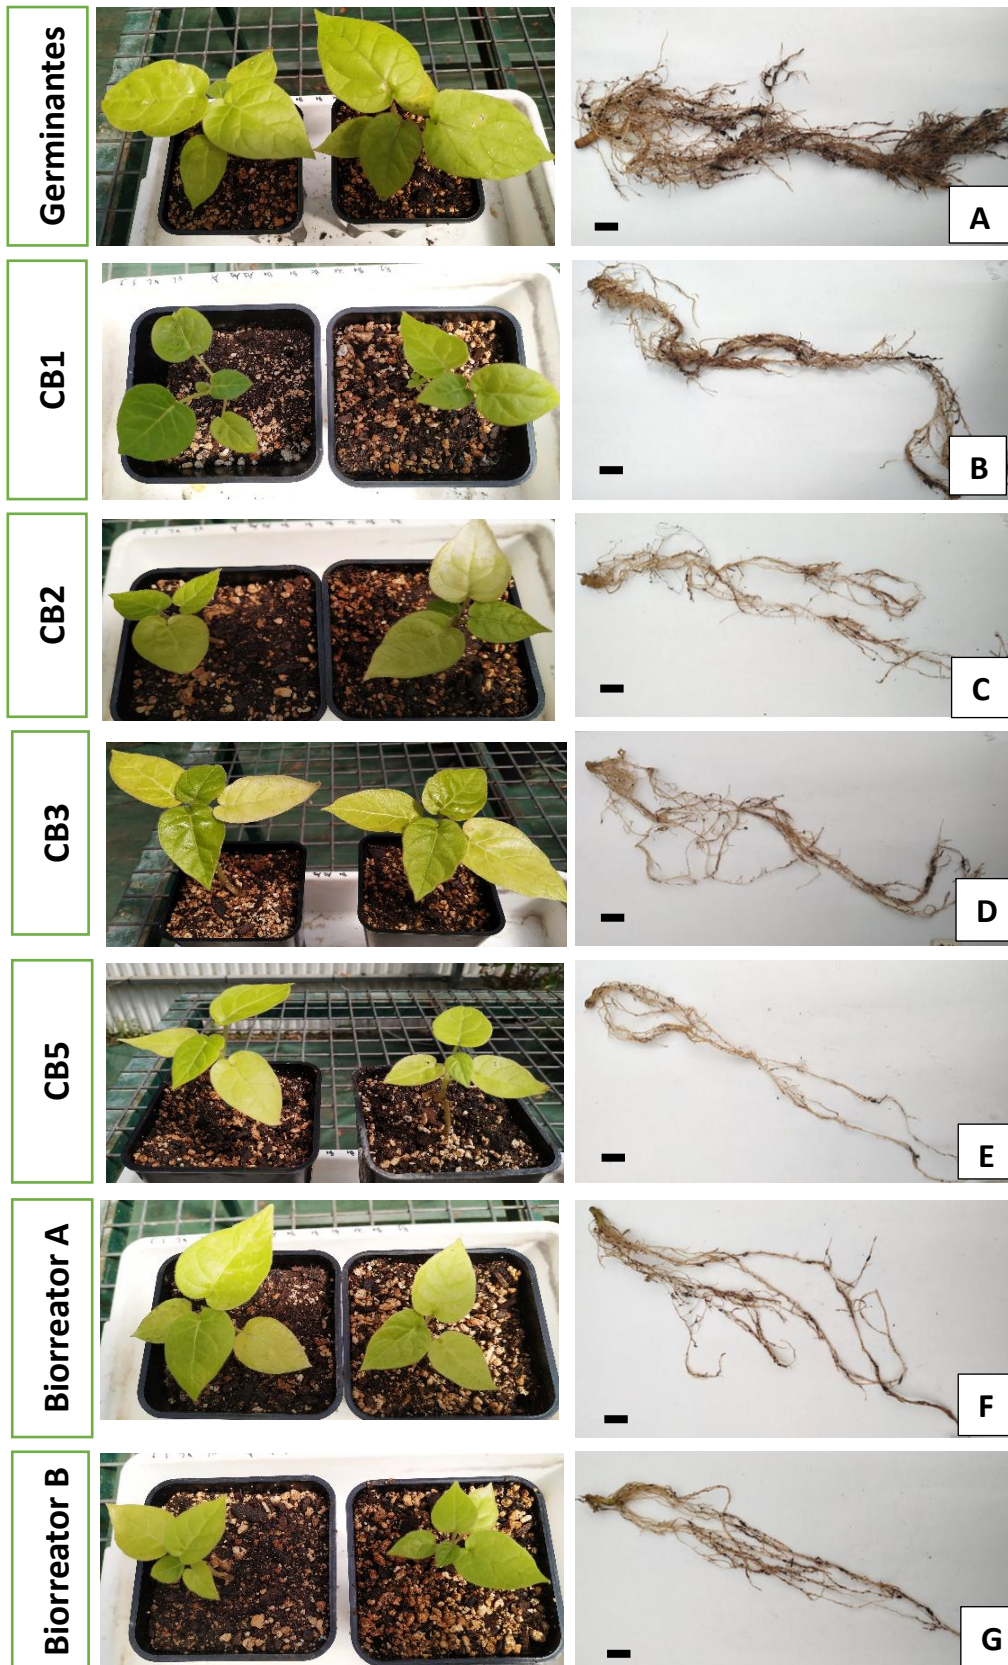 Germinantes
A
CB1
B
CB2
C
CB3
D
CB5
E
Biorreator A
F
Biorreator B
G